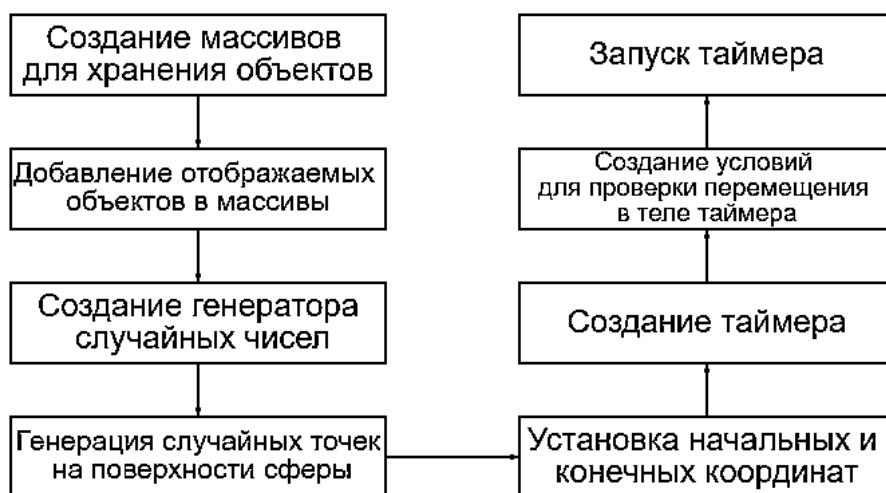 Создание массивов
для хранения объектов
Добавление отображаемых
объектов в массивы
Создание генератора
случайных чисел
Генерация случайных точек
на поверхности сферы
Установка начальных и
конечных координат
Создание таймера
Создание условий
для проверки перемещения
в теле таймера
Запуск таймера